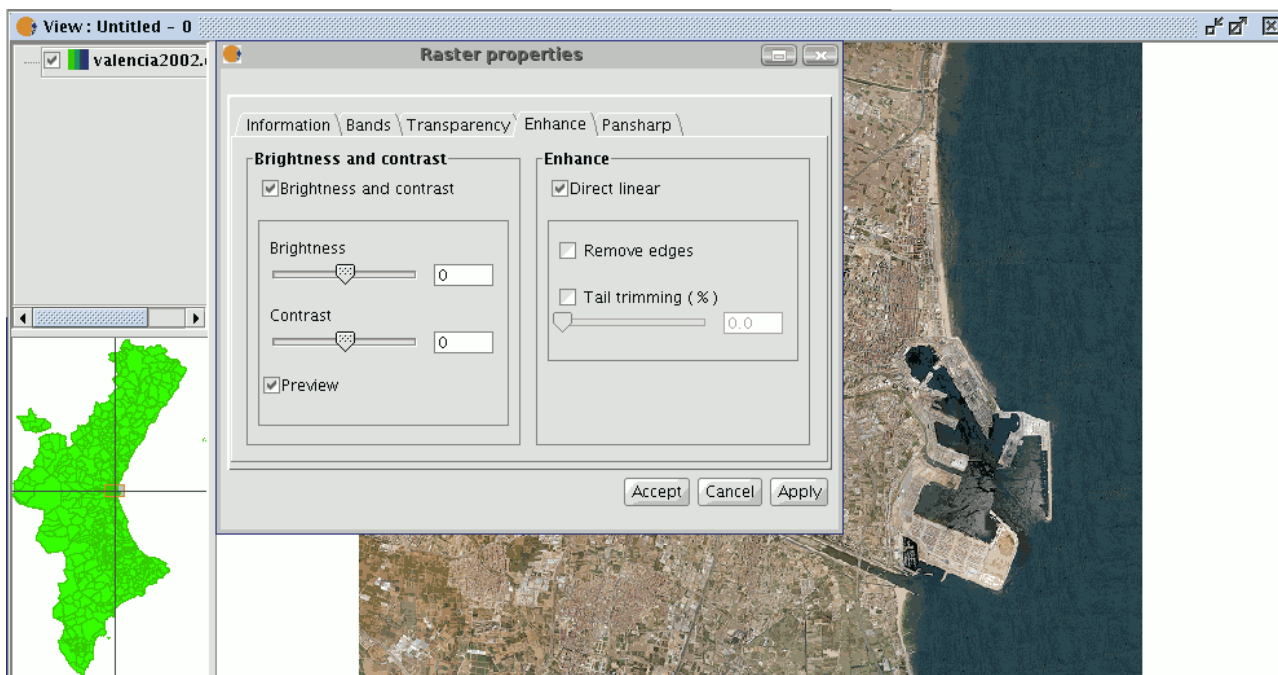 View : Untitled - 0
valencia2002.
Raster properties
Information
Bands
Transparency
Enhance
Pansharp
Brightness and contrast
Brightness and contrast
Brightness
0
Contrast
0
Preview
Enhance
Direct linear
Remove edges
Tail trimming (%)
0.0
Accept
Cancel
Apply